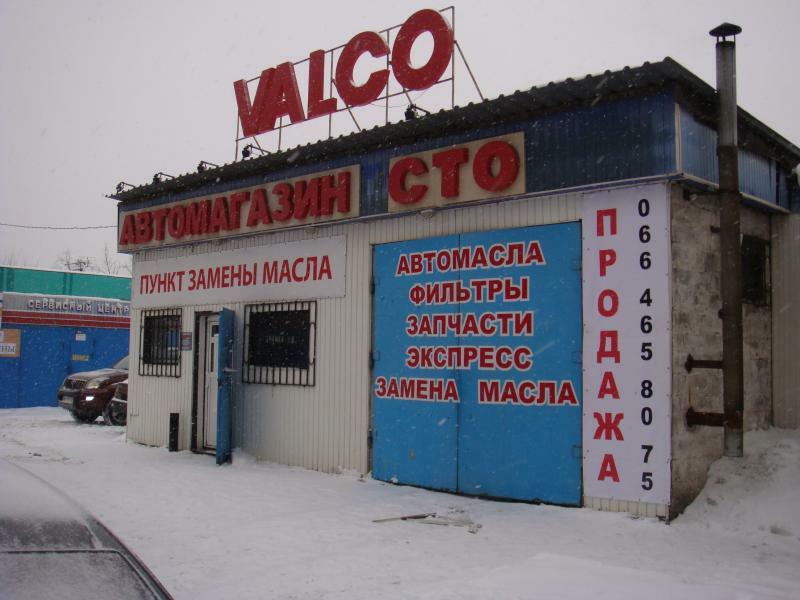 VALCO
АВТОМАГАЗИН СТО
ПУНКТ ЗАМЕНЫ МАСЛА
АВТОМАСЛА
ФИЛЬТРЫ
ЗАПЧАСТИ
ЭКСПРЕСС
ЗАМЕНА МАСЛА
ПРОДАЖА
066 465 80 75
СЕРВИСНЫЙ ЦЕНТР